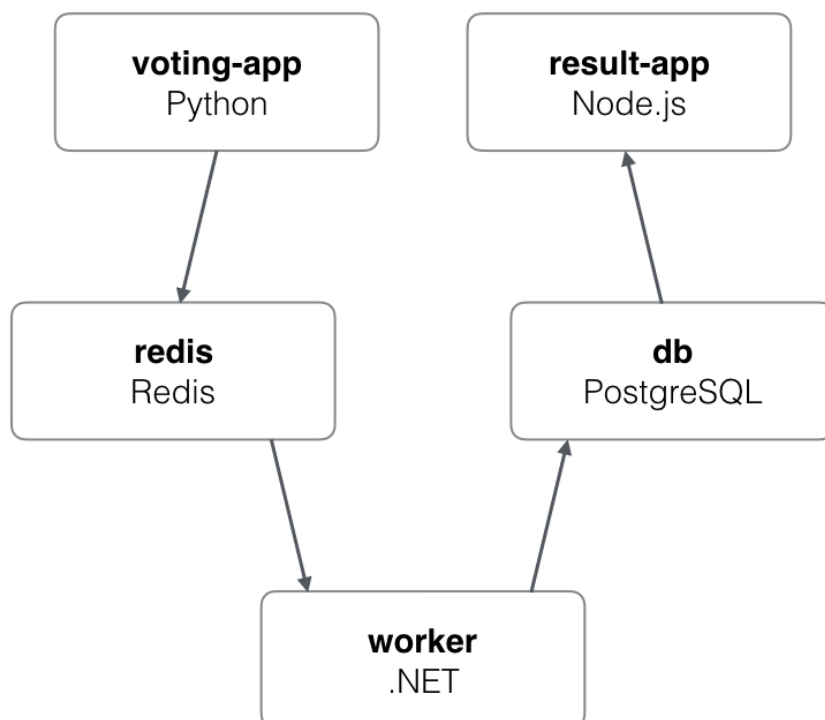 voting-app
Python
result-app
Node.js
redis
Redis
db
PostgreSQL
worker
.NET